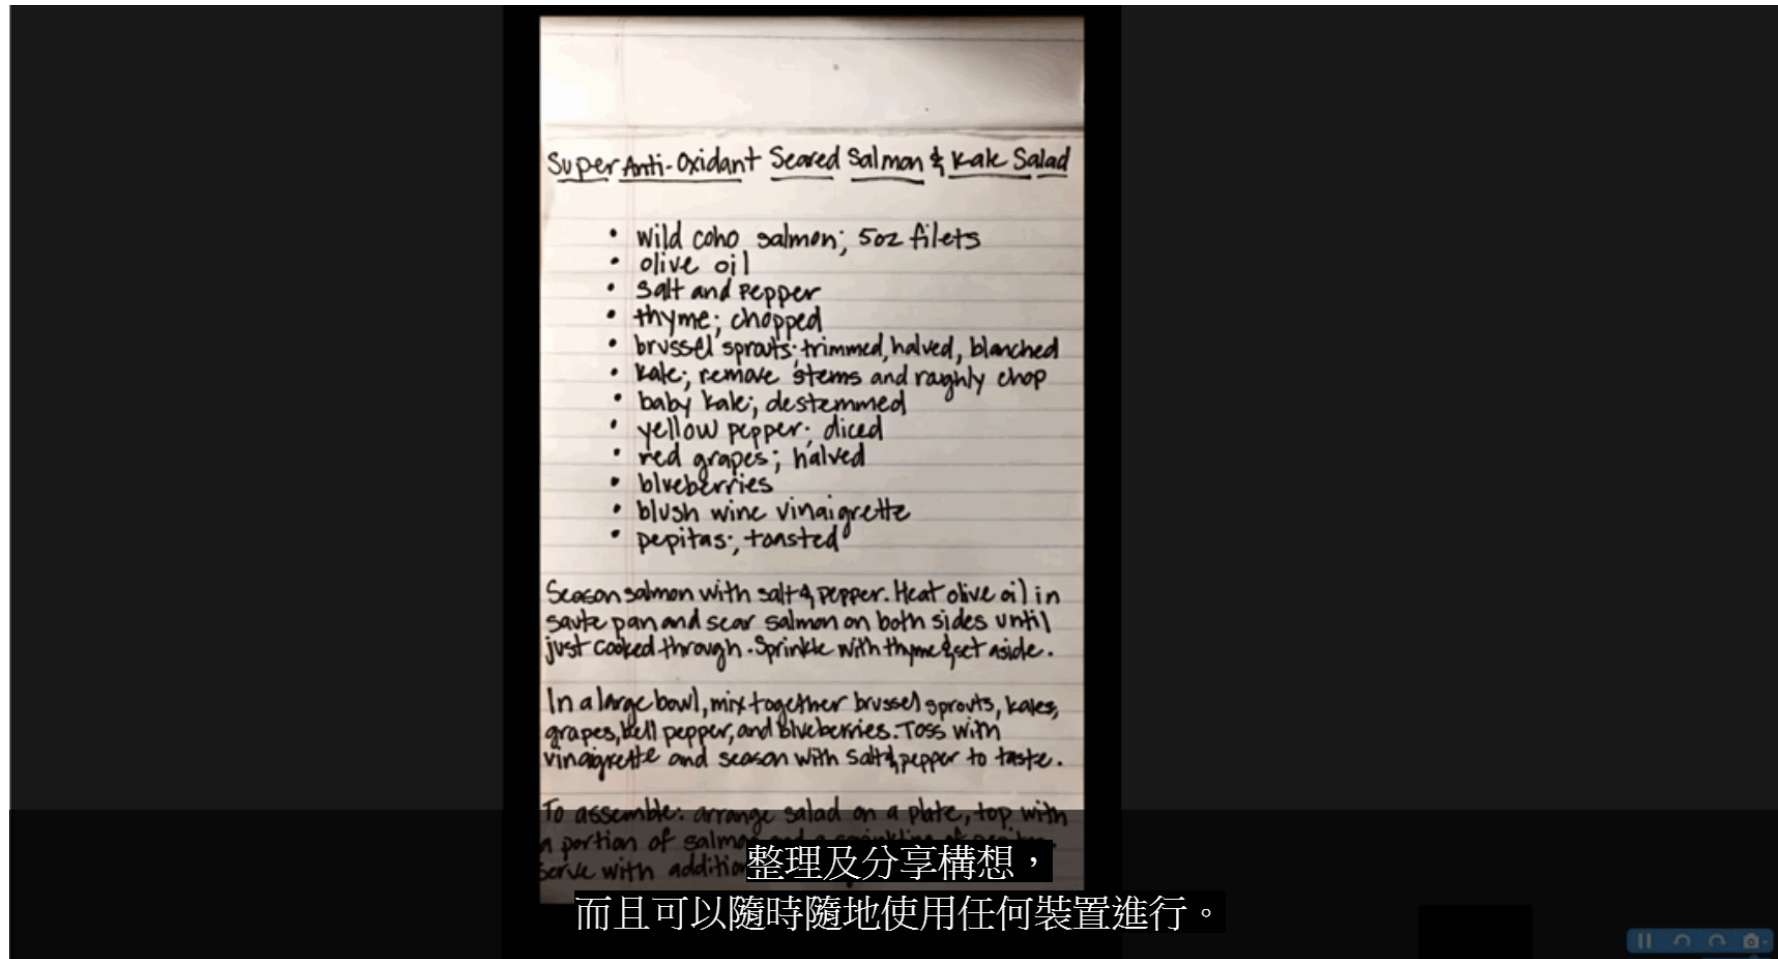 Super Anti-Oxidant Seared Salmon & Kale Salad
• wild coho salmon; 5oz filets
• olive oil
• salt and pepper
• thyme; chopped
• brussel sprouts; trimmed, halved, blanched
• kale; remove stems and roughly chop
• baby kale; destemmed
• yellow pepper; diced
• red grapes; halved
• blueberries
• blush wine vinaigrette
• pepitas; toasted
Season salmon with salt & pepper. Heat olive oil in
saute pan and sear salmon on both sides until
just cooked through. Sprinkle with thyme & set aside.
In a large bowl, mix together brussel sprouts, kales,
grapes, bell pepper, and blueberries. Toss with
vinaigrette and season with salt & pepper to taste.
To assemble: arrange salad on a plate, top with
a portion of salmon and a sprinkling of
serve with
整理及分享構想，
而且可以隨時隨地使用任何裝置進行。